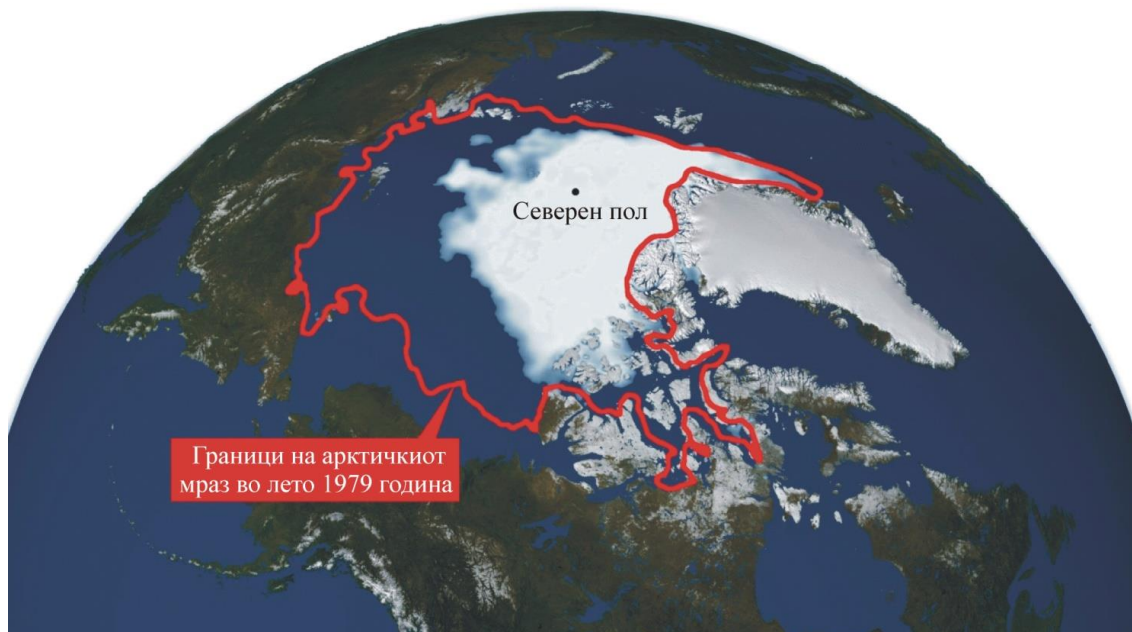 Северен пол
Граници на арктичкиот
мраз во лето 1979 година